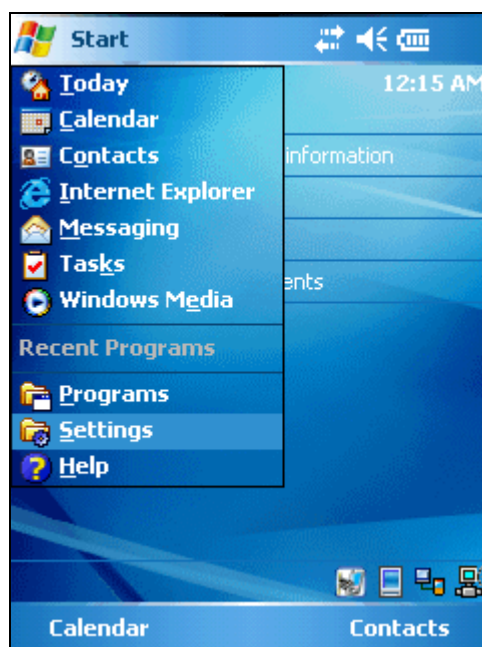 Start
12:15 AM
Today
Calendar
Contacts
information
Internet Explorer
Messaging
Tasks
ents
Windows Media
Recent Programs
Programs
Settings
Help
Calendar
Contacts